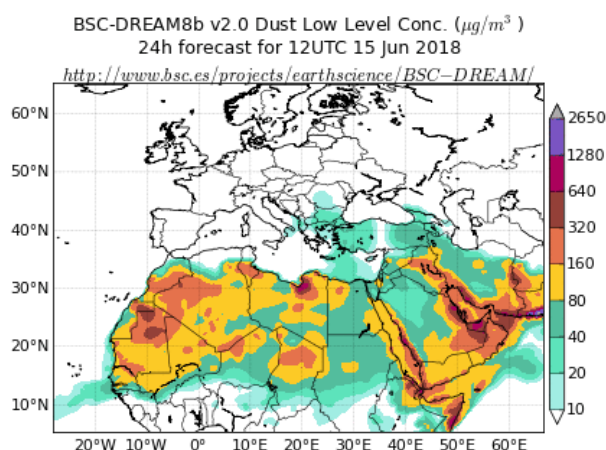 BSC-DREAM8b v2.0 Dust Low Level Conc. (µg/m³ )
24h forecast for 12UTC 15 Jun 2018
http://www.bsc.es/projects/earthscience/BSC−DREAM/
60°N
50°N
40°N
30°N
20°N
10°N
20°W
10°W
0°
10°E
20°E
30°E
40°E
50°E
60°E
2650
1280
640
320
160
80
40
20
10